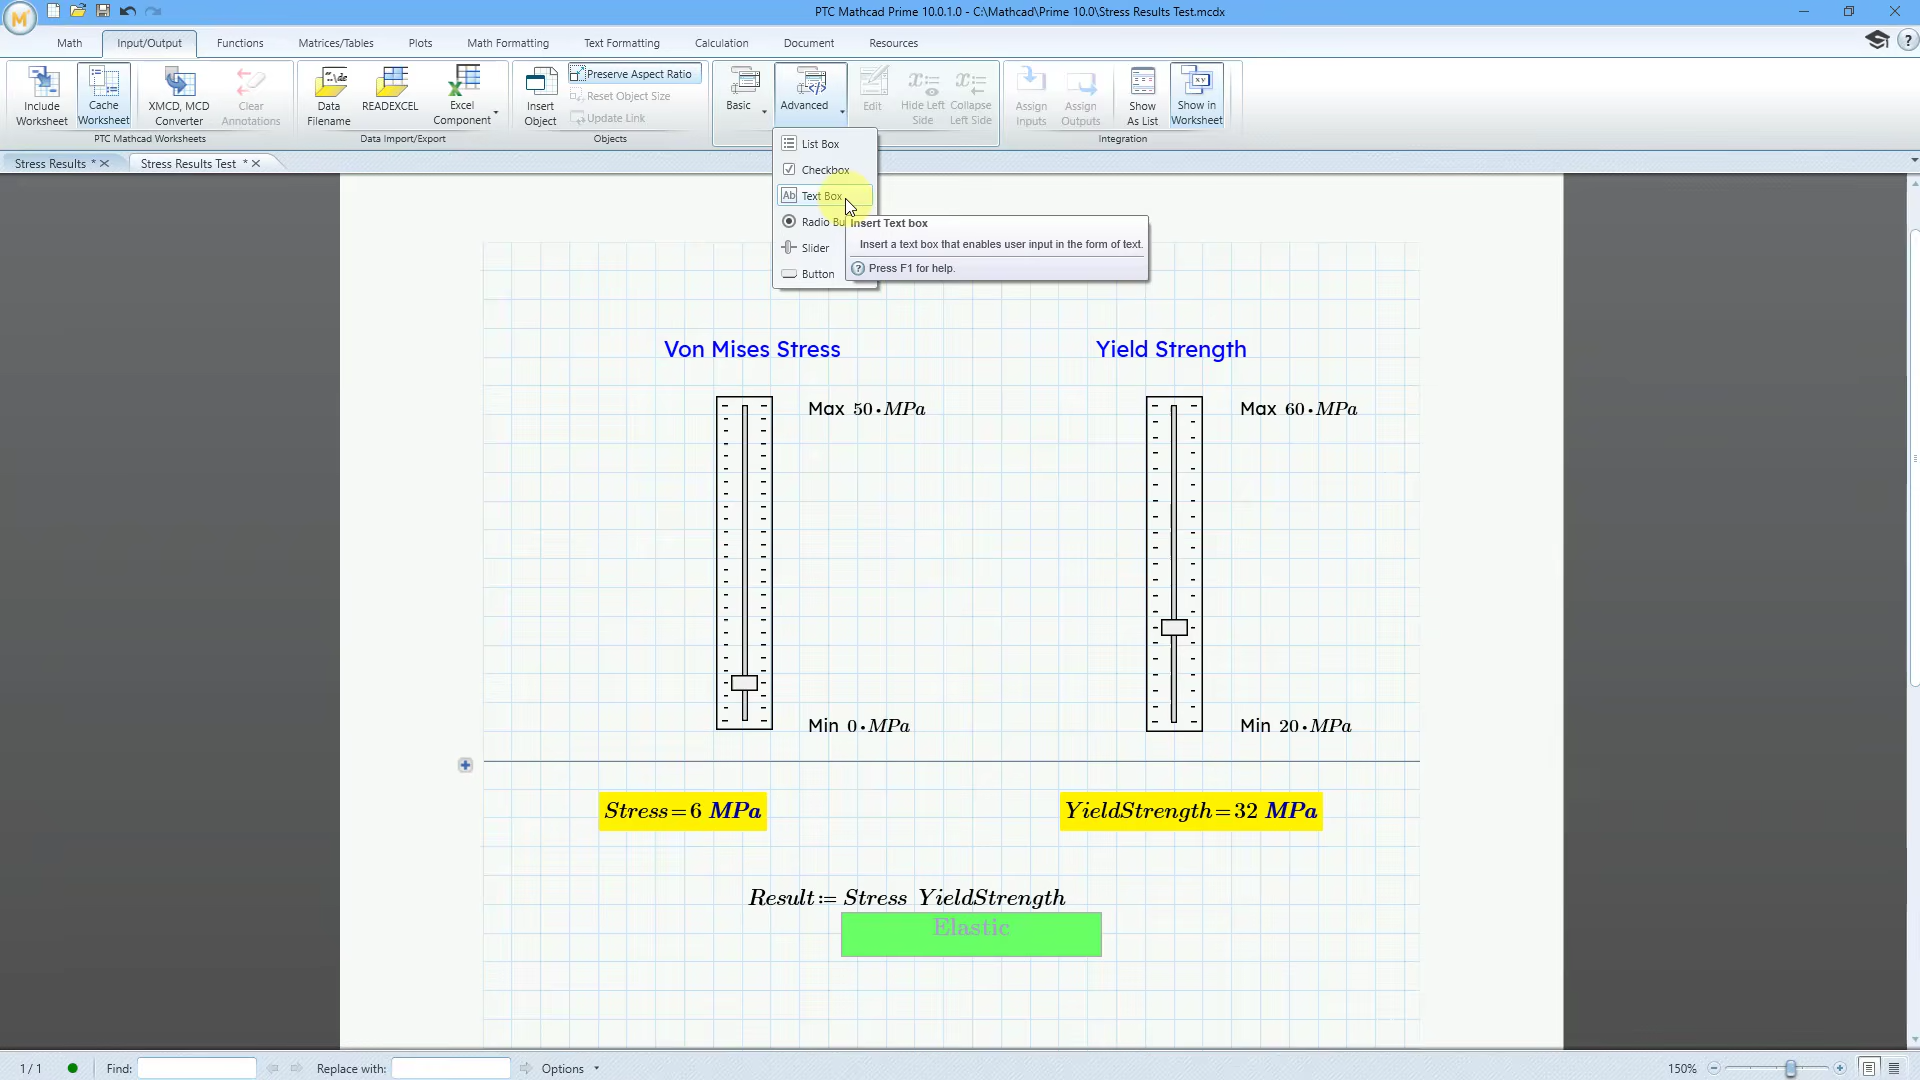 PTC Mathcad Prime 10.0.1.0 - C:\Mathcad\Prime 10.0\Stress Results Test.mcdx
Math
Input/Output
Functions
Matrices/Tables
Plots
Math Formatting
Text Formatting
Calculation
Document
Resources
Include Worksheet
Cache Worksheet
XMCD, MCD Converter
Clear Annotations
PTC Mathcad Worksheets
Data Filename
READEXCEL
Excel Component
Data Import/Export
Insert Object
Preserve Aspect Ratio
Reset Object Size
Update Link
Objects
Basic
Advanced
Edit
Hide Left Side
Collapse Left Side
Assign Inputs
Assign Outputs
Show As List
Show in Worksheet
Integration
List Box
Checkbox
Ab Text Box
Radio Bu
Slider
Button
Insert Text box
Insert a text box that enables user input in the form of text.
Press F1 for help.
Stress Results *
Stress Results Test *
Von Mises Stress
Yield Strength
Max 50·MPa
Max 60·MPa
Min 0·MPa
Min 20·MPa
Stress=6 MPa
YieldStrength=32 MPa
Result:= Stress YieldStrength
Elastic
1 / 1
Find:
Replace with:
Options
150%